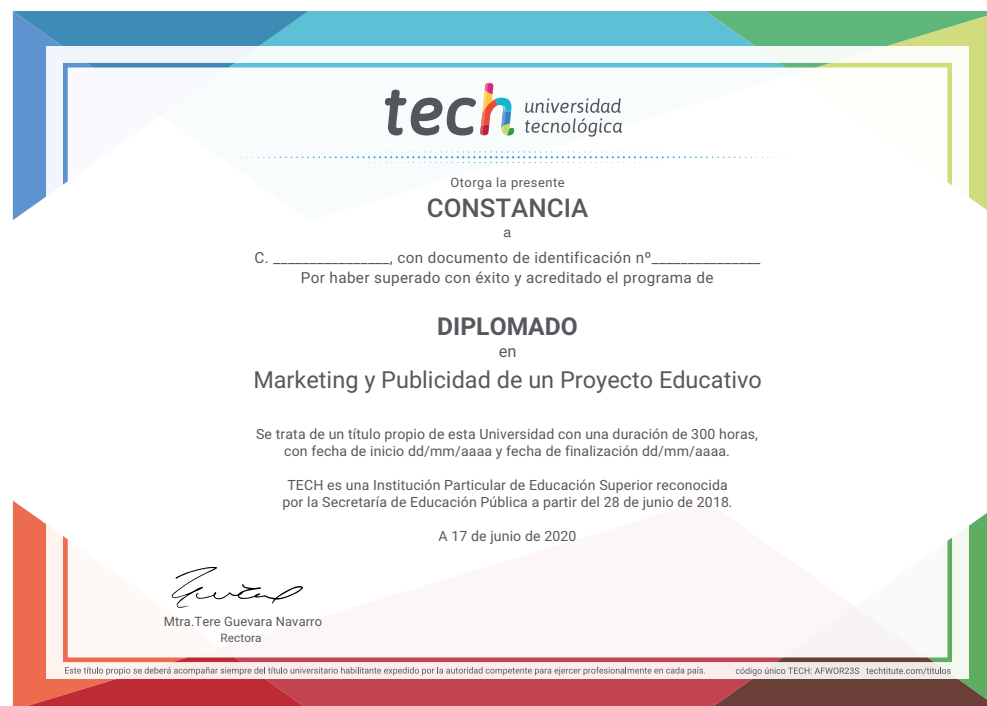 tech universidad
tecnológica
Otorga la presente
CONSTANCIA
a
C. ________________, con documento de identificación nº_______________
Por haber superado con éxito y acreditado el programa de
DIPLOMADO
en
Marketing y Publicidad de un Proyecto Educativo
Se trata de un título propio de esta Universidad con una duración de 300 horas,
con fecha de inicio dd/mm/aaaa y fecha de finalización dd/mm/aaaa.
TECH es una Institución Particular de Educación Superior reconocida
por la Secretaría de Educación Pública a partir del 28 de junio de 2018.
A 17 de junio de 2020
Mtra.Tere Guevara Navarro
Rectora
Este título propio se deberá acompañar siempre del título universitario habilitante expedido por la autoridad competente para ejercer profesionalmente en cada país. código único TECH: AFWOR23S techtitute.com/titulos